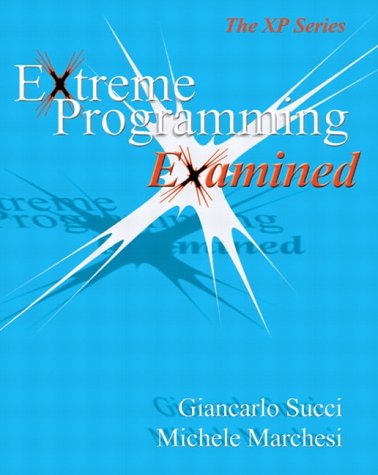 The XP Series
Extreme
Programming
Examined
Giancarlo Succi
Michele Marchesi